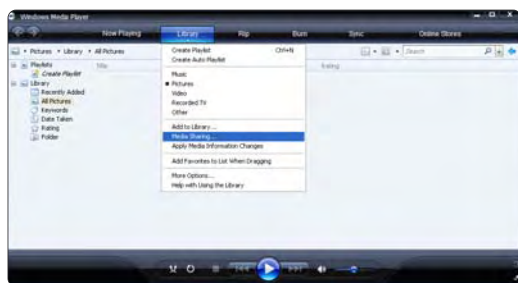 Windows Media Player
Now Playing
Library
Rip
Burn
Sync
Online Stores
Pictures • Library • All Pictures
Search
Playlists
Create Playlist
Library
Recently Added
All Pictures
Keywords
Date Taken
Rating
Folder
Title
Rating
Create Playlist Ctrl+N
Create Auto Playlist
Music
Pictures
Video
Recorded TV
Other
Add to Library...
Media Sharing...
Apply Media Information Changes
Add Favorites to List When Dragging
More Options...
Help with Using the Library